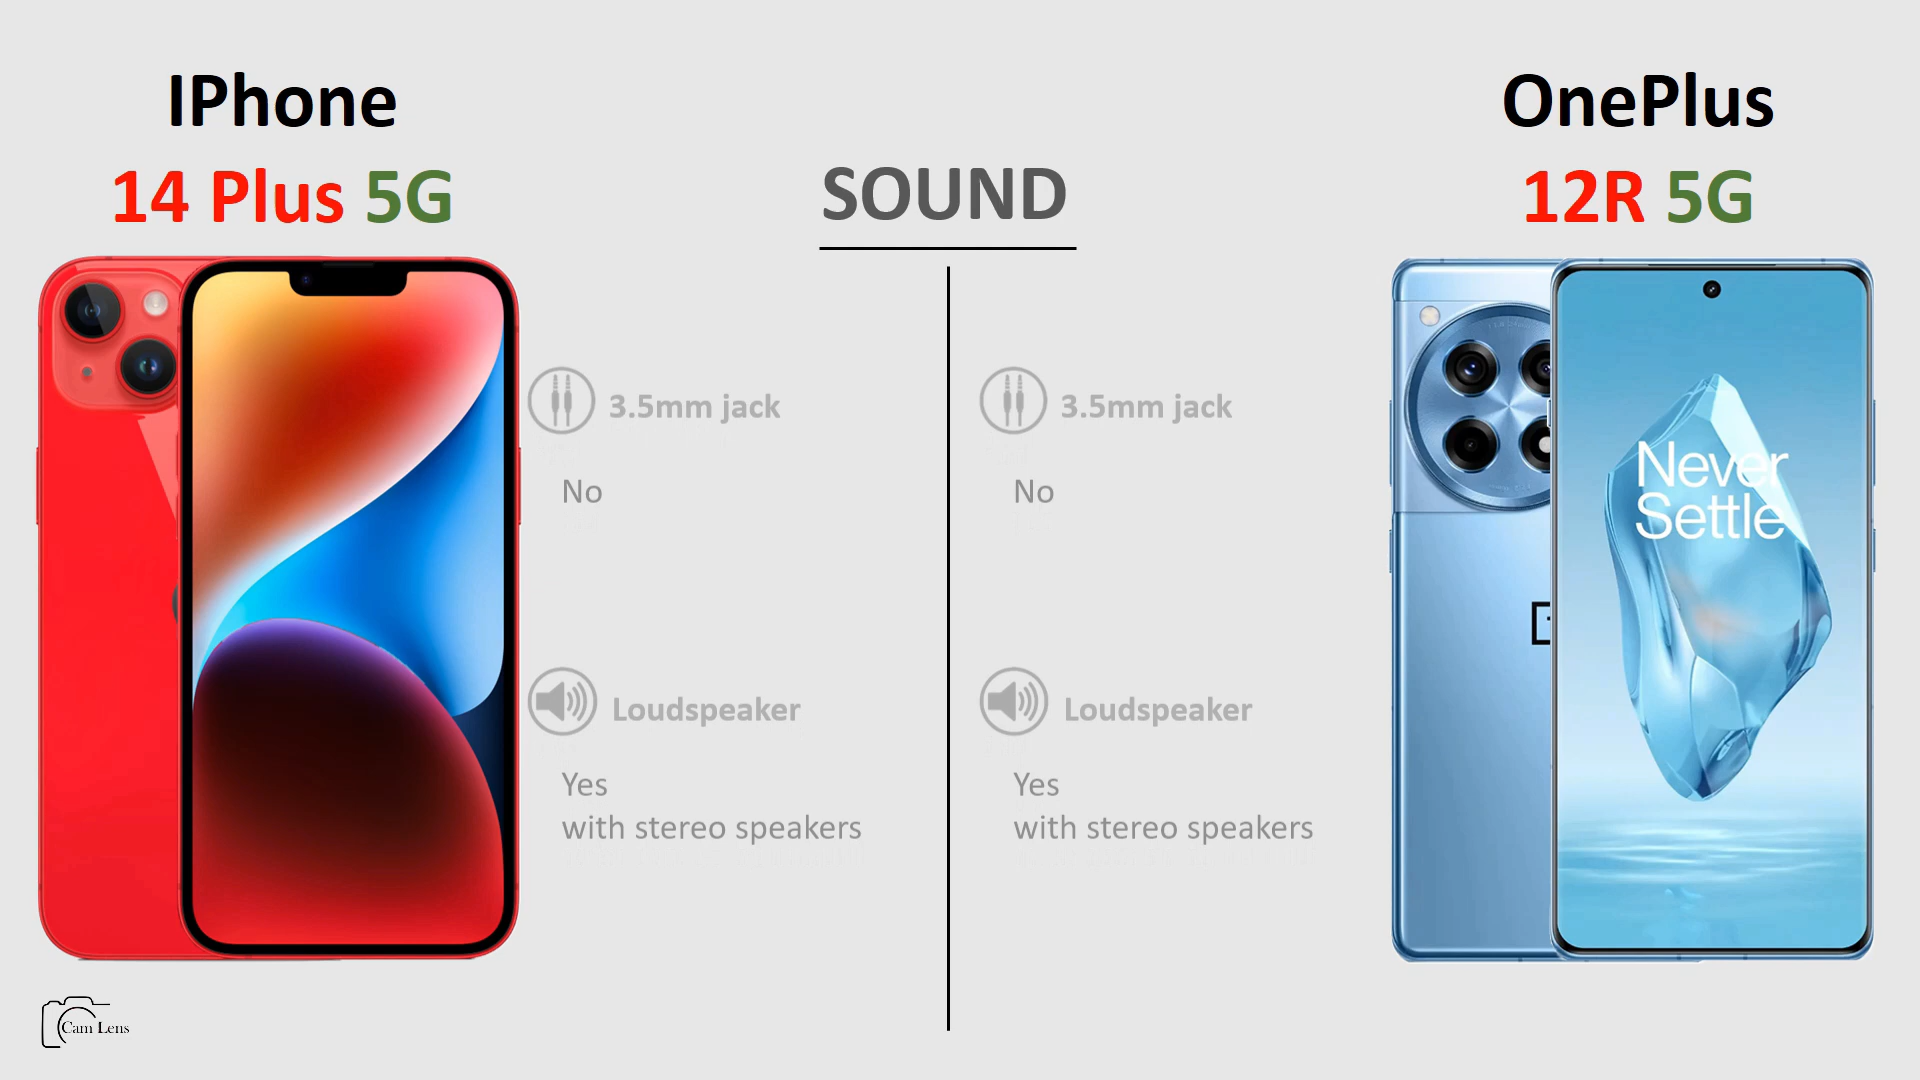 IPhone
14 Plus 5G
SOUND
OnePlus
12R 5G
3.5mm jack
No
Loudspeaker
Yes
with stereo speakers
3.5mm jack
No
Loudspeaker
Yes
with stereo speakers
Never
Settle
Cam Lens